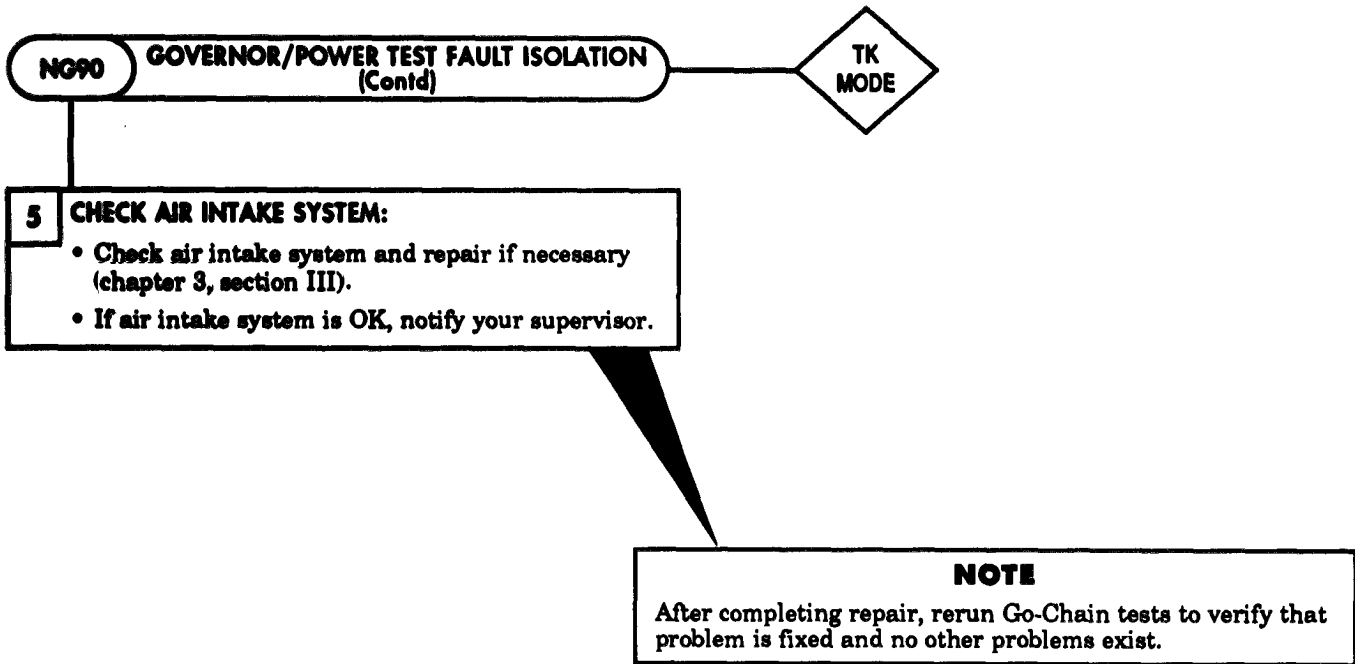 NG90
GOVERNOR/POWER TEST FAULT ISOLATION
(Contd)
TK
MODE
5
CHECK AIR INTAKE SYSTEM:
• Check air intake system and repair if necessary
(chapter 3, section III).
• If air intake system is OK, notify your supervisor.
NOTE
After completing repair, rerun Go-Chain tests to verify that
problem is fixed and no other problems exist.